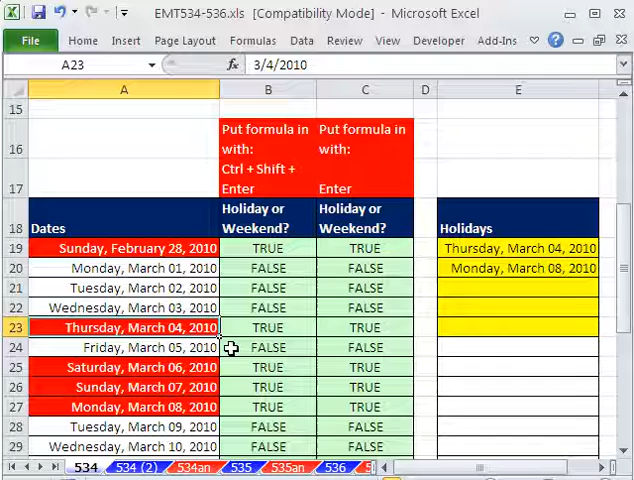 EMT534-536.xls [Compatibility Mode] - Microsoft Excel
File Home Insert Page Layout Formulas Data Review View Developer Add-Ins
A23 fx 3/4/2010
A B C D E
15
16 Put formula in with: Put formula in with:
17 Ctrl + Shift + Enter Enter
18 Dates Holiday or Weekend? Holiday or Weekend? Holidays
19 Sunday, February 28, 2010 TRUE TRUE Thursday, March 04, 2010
20 Monday, March 01, 2010 FALSE FALSE Monday, March 08, 2010
21 Tuesday, March 02, 2010 FALSE FALSE
22 Wednesday, March 03, 2010 FALSE FALSE
23 Thursday, March 04, 2010 TRUE TRUE
24 Friday, March 05, 2010 FALSE FALSE
25 Saturday, March 06, 2010 TRUE TRUE
26 Sunday, March 07, 2010 TRUE TRUE
27 Monday, March 08, 2010 TRUE TRUE
28 Tuesday, March 09, 2010 FALSE FALSE
29 Wednesday, March 10, 2010 FALSE FALSE
534 534 (2) 534an 535 535an 536